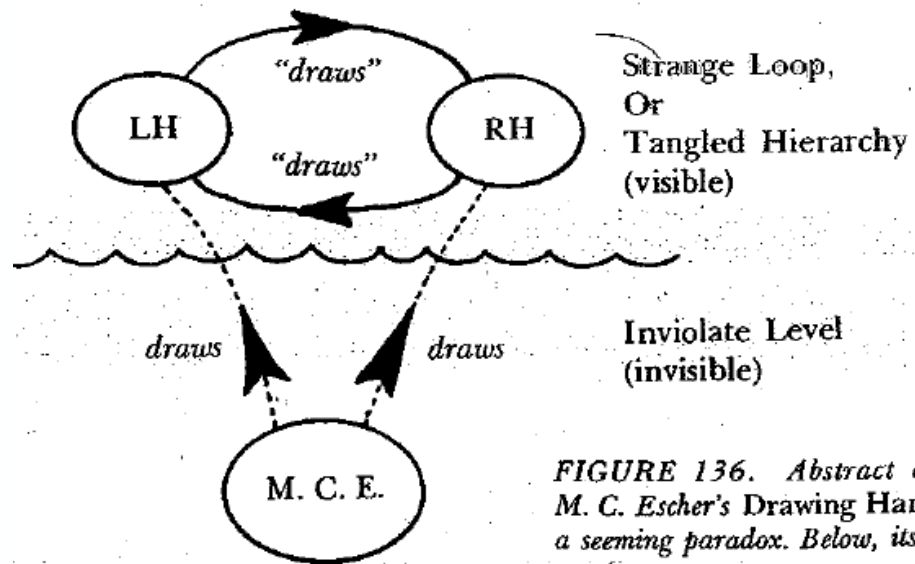 “draws”
LH
RH
“draws”
Strange Loop,
Or
Tangled Hierarchy
(visible)
draws
draws
Inviolate Level
(invisible)
M. C. E.
FIGURE 136. Abstract
M. C. Escher's Drawing Han
a seeming paradox. Below, its